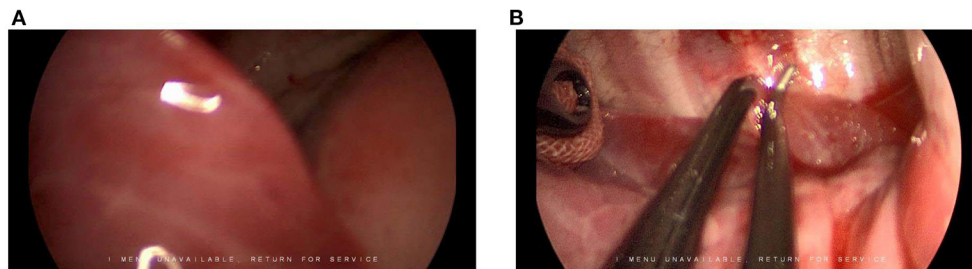 A
B
I MENU UNAVAILABLE, RETURN FOR SERVICE
I MENU UNAVAILABLE, RETURN FOR SERVICE